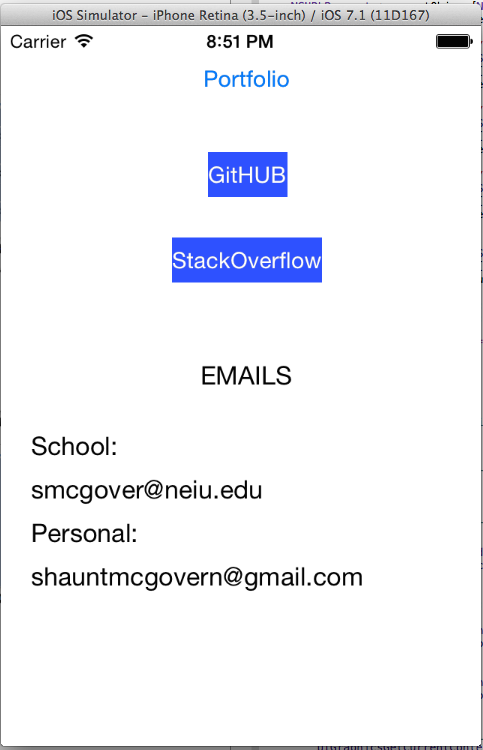 iOS Simulator - iPhone Retina (3.5-inch) / iOS 7.1 (11D167)
Carrier 8:51 PM
Portfolio
GitHUB
StackOverflow
EMAILS
School:
smcgover@neiu.edu
Personal:
shauntmcgovern@gmail.com